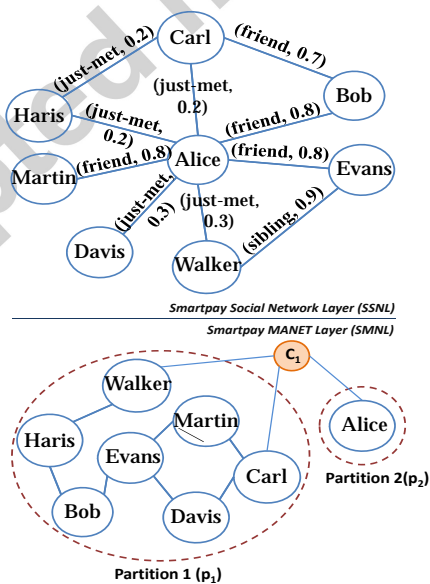 Carl
(just-met, 0.2)
(friend, 0.7)
(just-met,
0.2)
Haris
Bob
(just-met,
0.2)
(friend, 0.8)
Martin
(friend, 0.8)
Alice
(friend, 0.8)
Evans
(just-met,
0.3)
(just-met,
0.3)
(sibling, 0.9)
Davis
Walker
Smartpay Social Network Layer (SSNL)
Smartpay MANET Layer (SMNL)
C1
Walker
Martin
Alice
Haris
Evans
Carl
Bob
Davis
Partition 2(p2)
Partition 1 (p1)